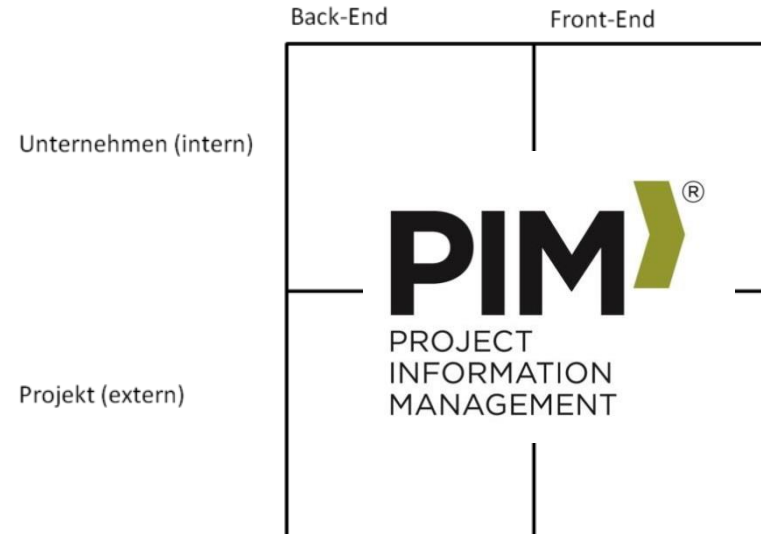 Back-End
Front-End
Unternehmen (intern)
PIM®
PROJECT
INFORMATION
MANAGEMENT
Projekt (extern)